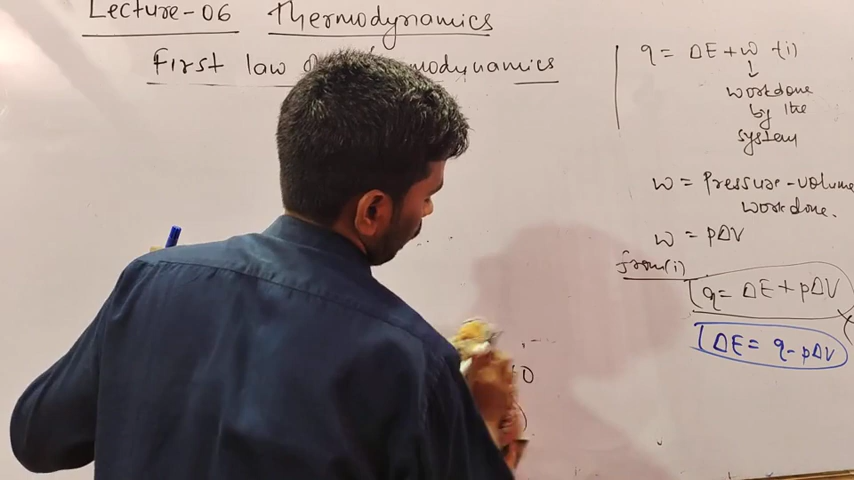 Lecture-06 Thermodynamics
First law modynamics
q = ΔE + w -(i)
↓
workdone
by the
system
w = Pressure-volume
workdone.
w = pΔV
from(i)
q = ΔE + pΔV
ΔE = q - pΔV